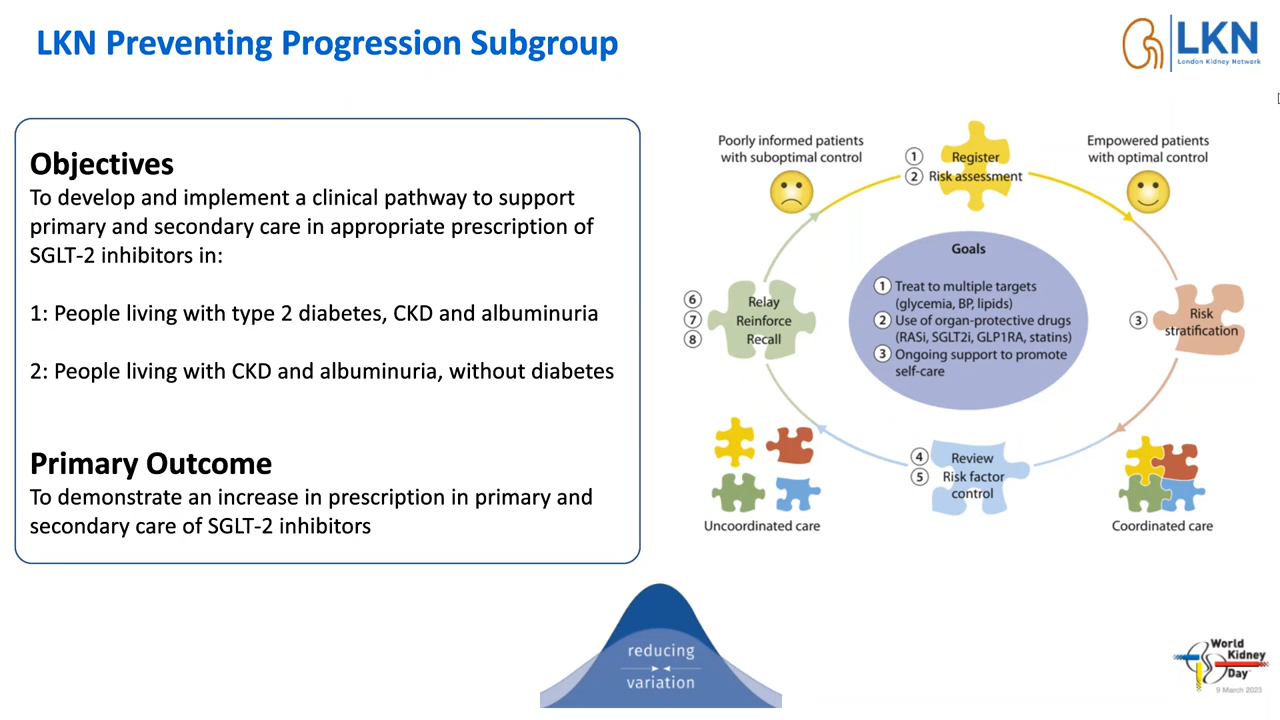 LKN Preventing Progression Subgroup
LKN
London Kidney Network
Objectives
To develop and implement a clinical pathway to support
primary and secondary care in appropriate prescription of
SGLT-2 inhibitors in:
1: People living with type 2 diabetes, CKD and albuminuria
2: People living with CKD and albuminuria, without diabetes
Primary Outcome
To demonstrate an increase in prescription in primary and
secondary care of SGLT-2 inhibitors
Poorly informed patients
with suboptimal control
1 Register
2 Risk assessment
Empowered patients
with optimal control
Goals
1 Treat to multiple targets
(glycemia, BP, lipids)
2 Use of organ-protective drugs
(RASi, SGLT2i, GLP1RA, statins)
3 Ongoing support to promote
self-care
6 Relay
7 Reinforce
8 Recall
3 Risk
stratification
4 Review
5 Risk factor
control
Uncoordinated care
Coordinated care
reducing
variation
World
Kidney
Day
9 March 2023